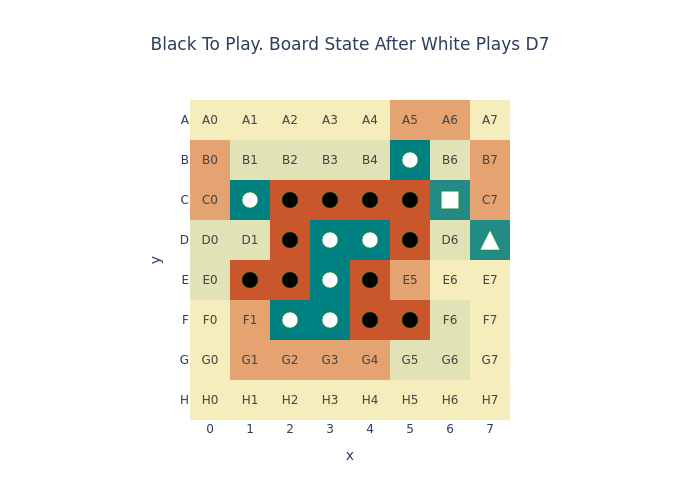 Black To Play. Board State After White Plays D7
A A0 A1 A2 A3 A4 A5 A6 A7
B B0 B1 B2 B3 B4 B6 B7
C C0 C7
D D0 D1 D6
E E0 E5 E6 E7
F F0 F1 F6 F7
G G0 G1 G2 G3 G4 G5 G6 G7
H H0 H1 H2 H3 H4 H5 H6 H7
0 1 2 3 4 5 6 7
x
y